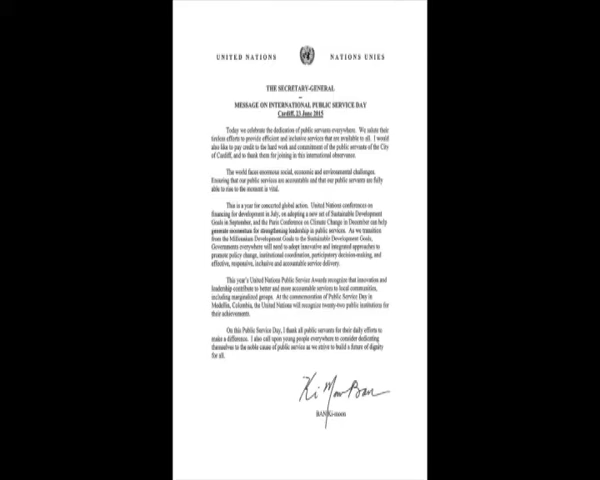 UNITED NATIONS NATIONS UNIES
THE SECRETARY-GENERAL
--
MESSAGE ON INTERNATIONAL PUBLIC SERVICE DAY
Cardiff, 23 June 2015
Today we celebrate the dedication of public servants everywhere. We salute their
tireless efforts to provide efficient and inclusive services that are available to all. I would
also like to pay credit to the hard work and commitment of the public servants of the City
of Cardiff, and to thank them for joining in this international observance.
The world faces enormous social, economic and environmental challenges.
Ensuring that our public services are accountable and that our public servants are fully
able to rise to the moment is vital.
This is a year for concerted global action. United Nations conferences on
financing for development in July, on adopting a new set of Sustainable Development
Goals in September, and the Paris Conference on Climate Change in December can help
generate momentum for strengthening leadership in public services. As we transition
from the Millennium Development Goals to the Sustainable Development Goals,
Governments everywhere will need to adopt innovative and integrated approaches to
promote policy change, institutional coordination, participatory decision-making, and
effective, responsive, inclusive and accountable service delivery.
This year's United Nations Public Service Awards recognize that innovation and
leadership contribute to better and more accountable services to local communities,
including marginalized groups. At the commemoration of Public Service Day in
Medellin, Colombia, the United Nations will recognize twenty-two public institutions for
their achievements.
On this Public Service Day, I thank all public servants for their daily efforts to
make a difference. I also call upon young people everywhere to consider dedicating
themselves to the noble cause of public service as we strive to build a future of dignity
for all.
Ki Moon Ban
BAN Ki-moon